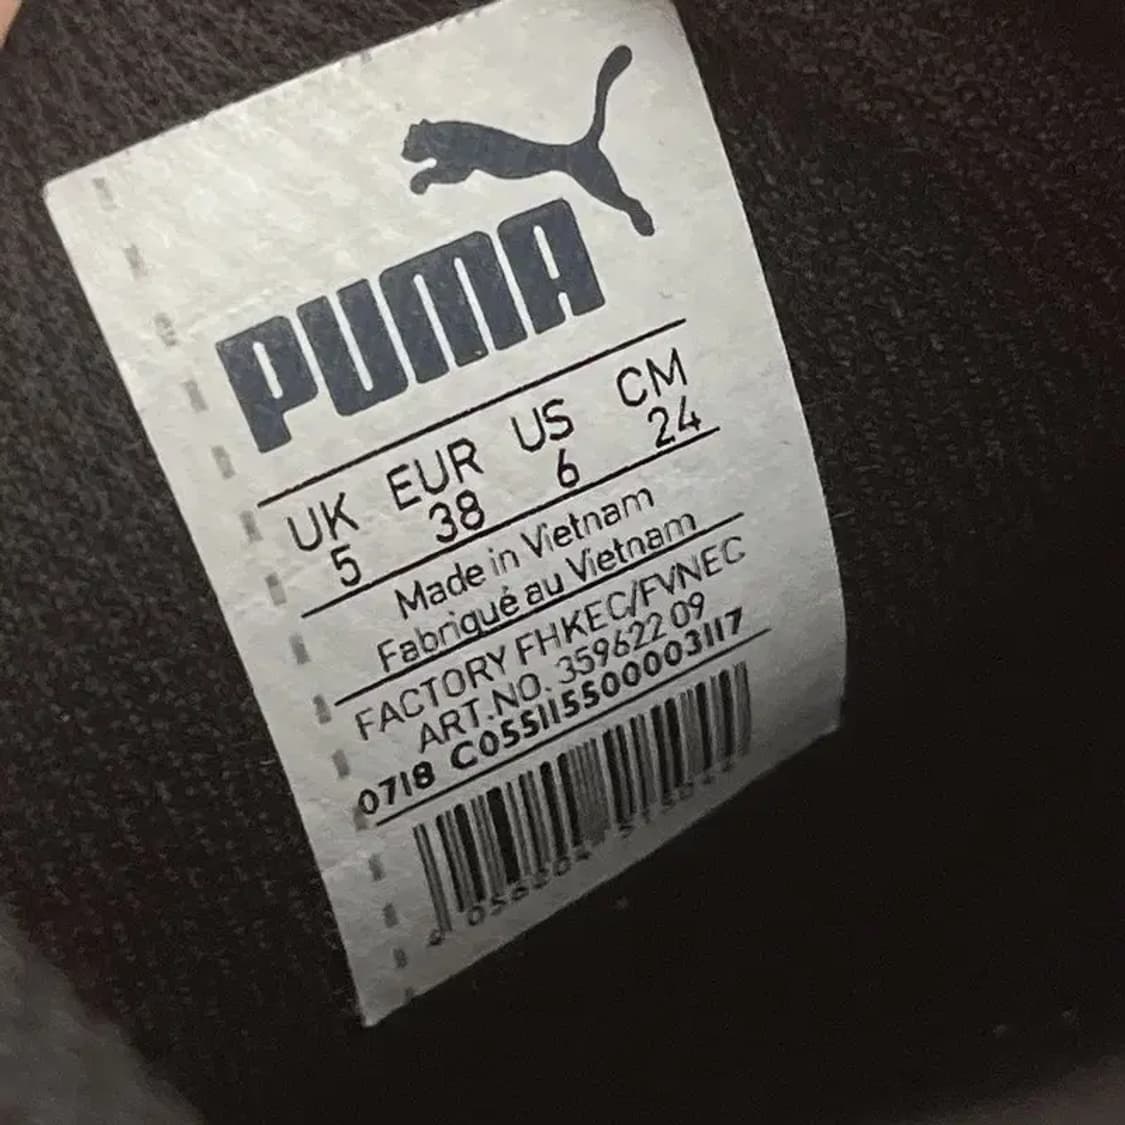 PUMA
UK EUR US CM
5 38 6 24
Made in Vietnam
Fabriqué au Vietnam
FACTORY FHKEC/FVNEC
ART.NO. 359622 09
0718 C055115500003117